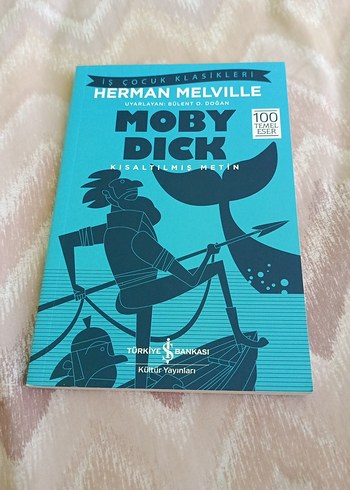 İŞ ÇOCUK KLASİKLERİ
HERMAN MELVILLE
UYARLAYAN: BÜLENT O. DOĞAN
MOBY
DICK
100
TEMEL
ESER
KISALTILMIŞ METİN
TÜRKİYE İŞ BANKASI
Kültür Yayınları